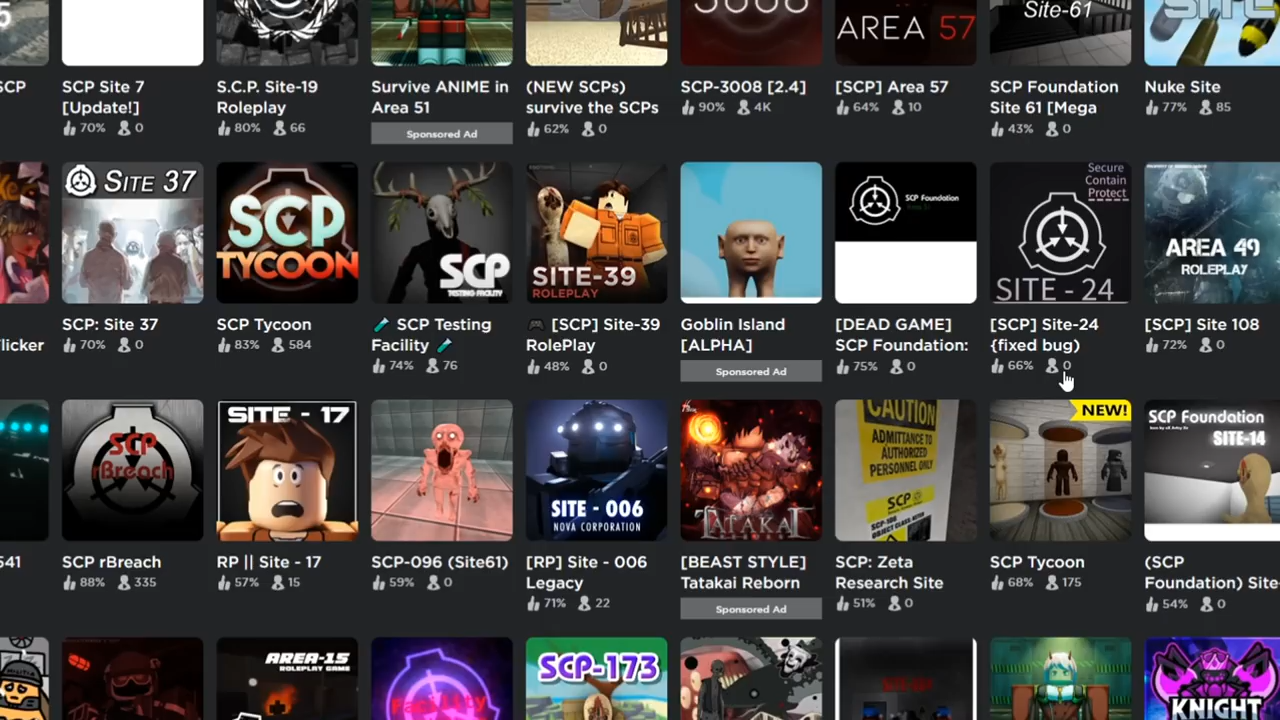 5
SCP
SCP Site 7
[Update!]
70% 0
S.C.P. Site-19
Roleplay
80% 66
Survive ANIME in
Area 51
Sponsored Ad
(NEW SCPs)
survive the SCPs
62% 0
3008
SCP-3008 [2.4]
90% 4K
AREA 57
[SCP] Area 57
64% 10
Site-61
SCP Foundation
Site 61 [Mega
43% 0
SITE
Nuke Site
77% 85
licker
SITE 37
SCP: Site 37
70% 0
SCP
TYCOON
SCP Tycoon
83% 584
SCP
TESTING FACILITY
SCP Testing
Facility
74% 76
SITE-39
ROLEPLAY
[SCP] Site-39
RolePlay
48% 0
Goblin Island
[ALPHA]
Sponsored Ad
SCP Foundation
[DEAD GAME]
SCP Foundation:
75% 0
Secure
Contain
Protect
SITE - 24
[SCP] Site-24
{fixed bug)
66% 0
AREA 49
ROLEPLAY
[SCP] Site 108
72% 0
541
SCP
rBreach
SCP rBreach
88% 335
SITE - 17
RP || Site - 17
57% 15
SCP-096 (Site61)
59% 0
SITE - 006
NOVA CORPORATION
[RP] Site - 006
Legacy
71% 22
TATAKAI
[BEAST STYLE]
Tatakai Reborn
Sponsored Ad
CAUTION
ADMITTANCE TO
AUTHORIZED
PERSONNEL ONLY
SCP
SCP: Zeta
Research Site
51% 0
NEW!
SCP Tycoon
68% 175
SCP Foundation
SITE-14
(SCP
Foundation) Site
54% 0
AREA-15
ROLEPLAY GAME
Facility
SCP-173
KNIGHT